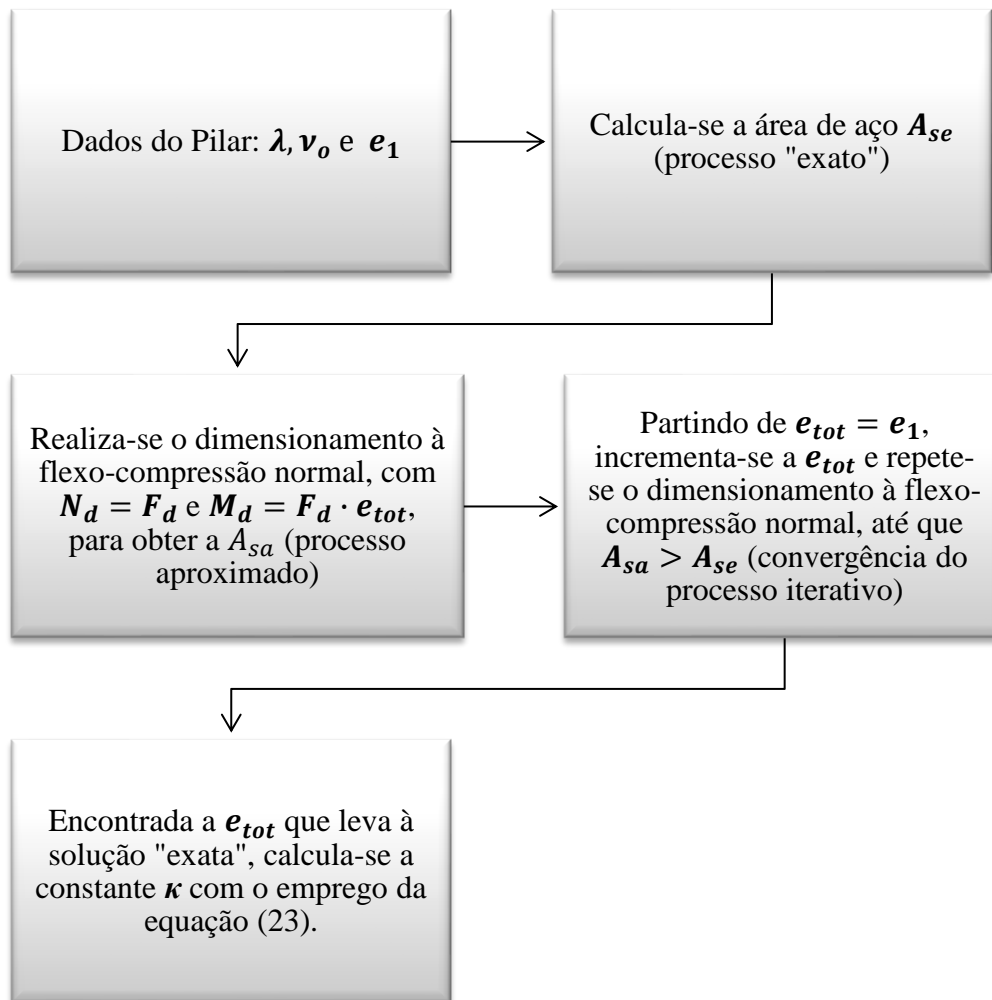 Dados do Pilar: λ, ν_o e e_1
Calcula-se a área de aço A_se
(processo "exato")
Realiza-se o dimensionamento à
flexo-compressão normal, com
N_d = F_d e M_d = F_d · e_tot,
para obter a A_sa (processo
aproximado)
Partindo de e_tot = e_1,
incrementa-se a e_tot e repete-
se o dimensionamento à flexo-
compressão normal, até que
A_sa > A_se (convergência do
processo iterativo)
Encontrada a e_tot que leva à
solução "exata", calcula-se a
constante κ com o emprego da
equação (23).